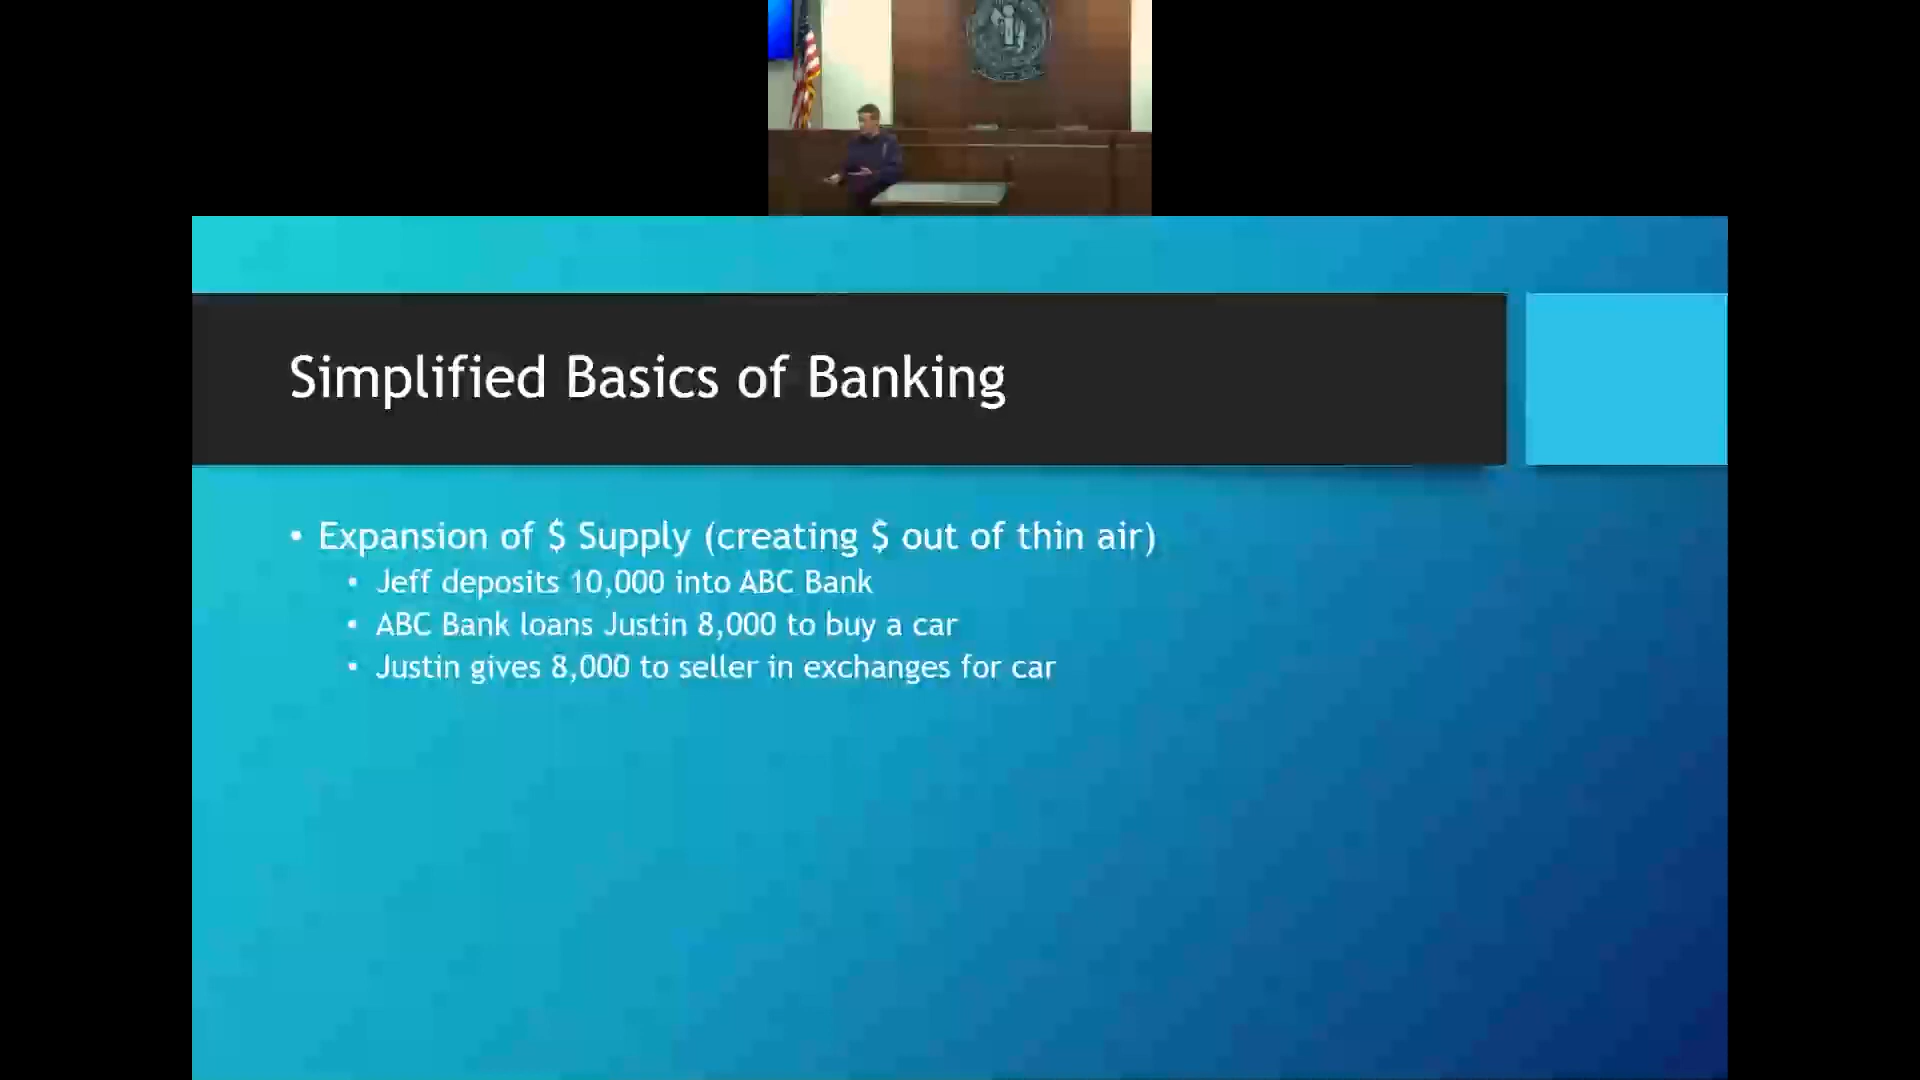 Simplified Basics of Banking
• Expansion of $ Supply (creating $ out of thin air)
• Jeff deposits 10,000 into ABC Bank
• ABC Bank loans Justin 8,000 to buy a car
• Justin gives 8,000 to seller in exchanges for car